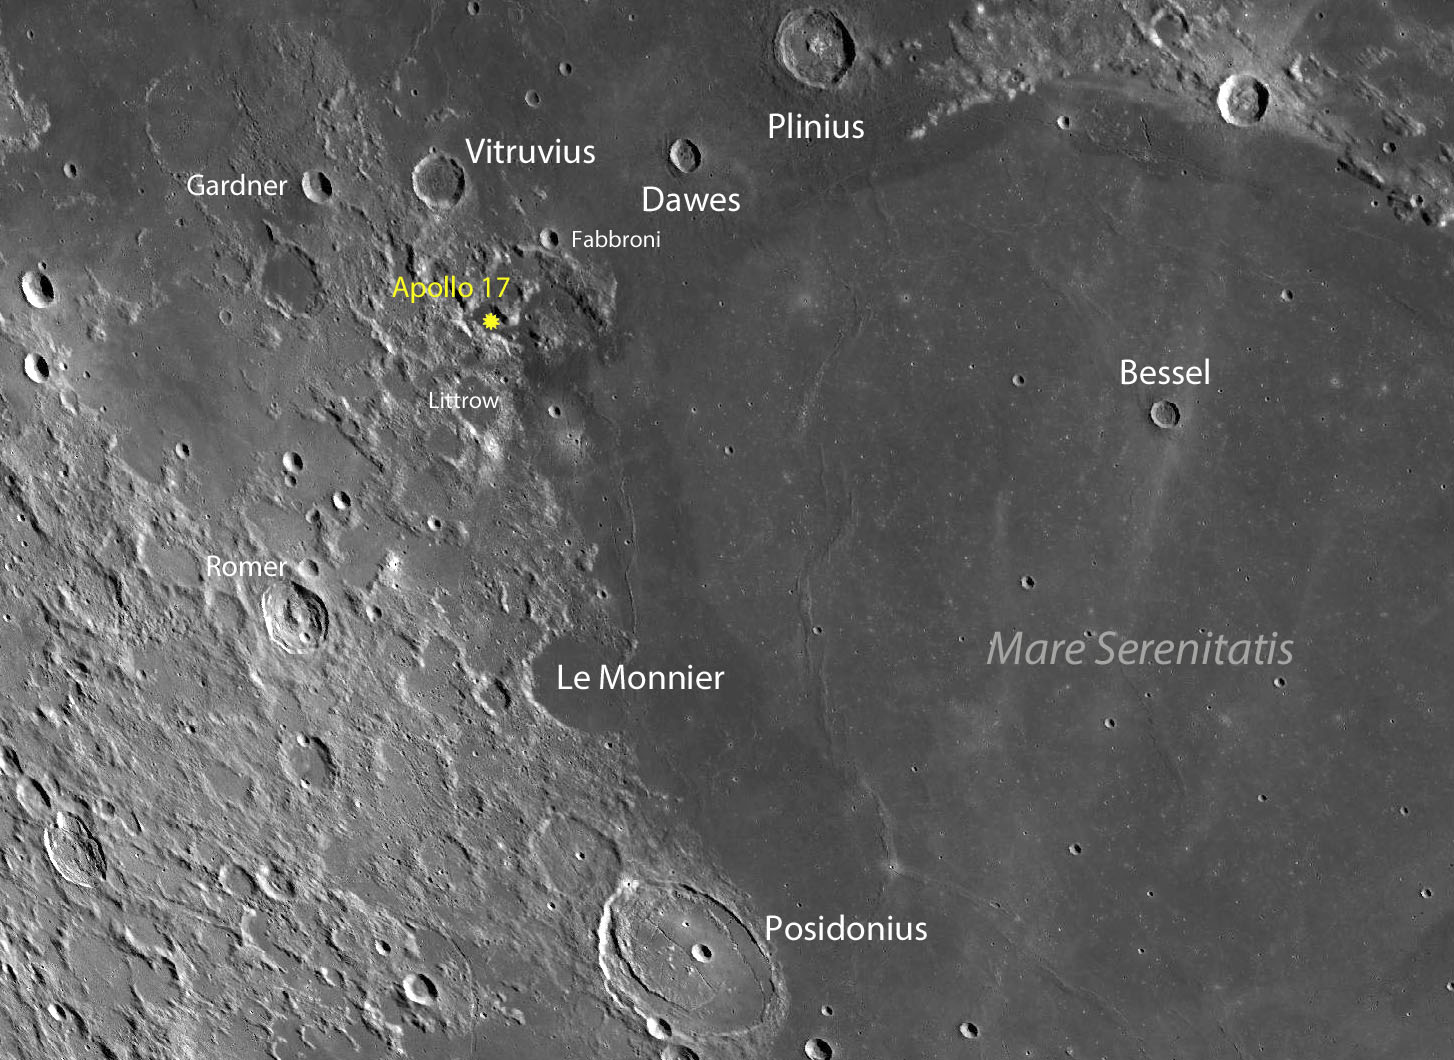 Plinius
Vitruvius
Gardner
Dawes
Fabbroni
Apollo 17
Bessel
Littrow
Romer
Mare Serenitatis
Le Monnier
Posidonius